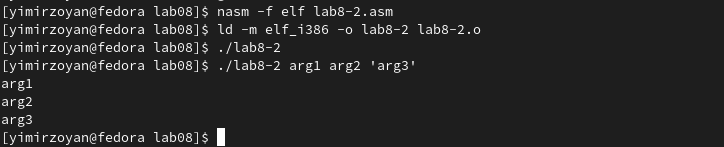 [yimirzoyan@fedora lab08]$ nasm -f elf lab8-2.asm
[yimirzoyan@fedora lab08]$ ld -m elf_i386 -o lab8-2 lab8-2.o
[yimirzoyan@fedora lab08]$ ./lab8-2
[yimirzoyan@fedora lab08]$ ./lab8-2 arg1 arg2 'arg3'
arg1
arg2
arg3
[yimirzoyan@fedora lab08]$